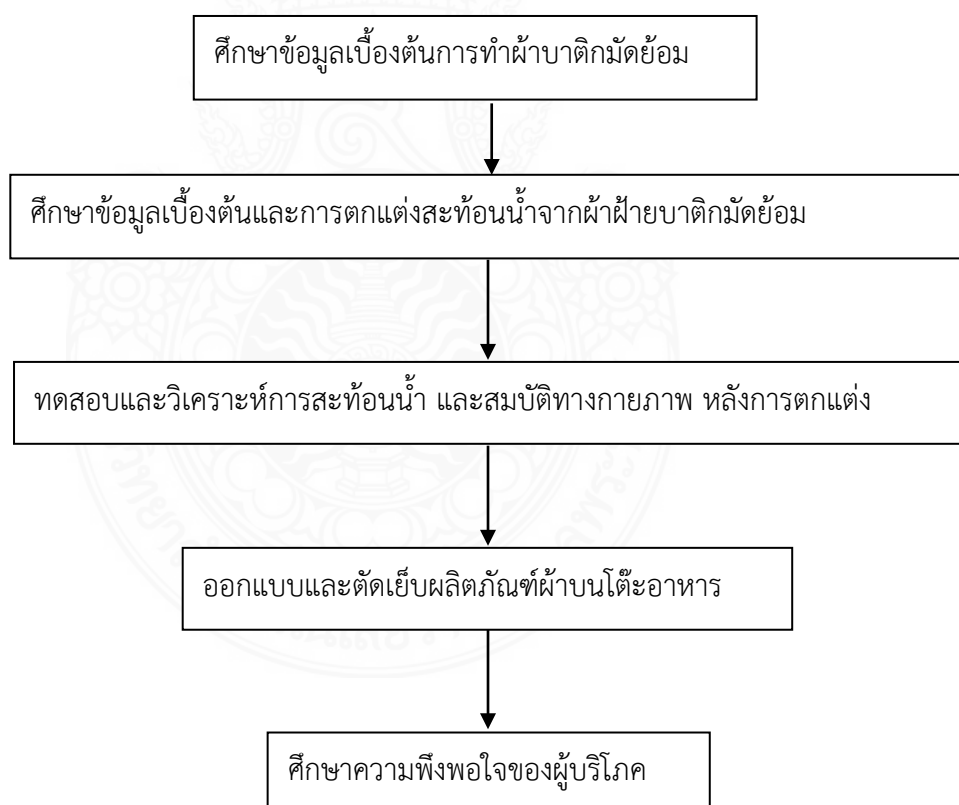 ศึกษาข้อมูลเบื้องต้นการทำผ้าบาติกมัดย้อม
ศึกษาข้อมูลเบื้องต้นและการตกแต่งสะท้อนน้ำจากผ้าฝ้ายบาติกมัดย้อม
ทดสอบและวิเคราะห์การสะท้อนน้ำ และสมบัติทางกายภาพ หลังการตกแต่ง
ออกแบบและตัดเย็บผลิตภัณฑ์ผ้าบนโต๊ะอาหาร
ศึกษาความพึงพอใจของผู้บริโภค